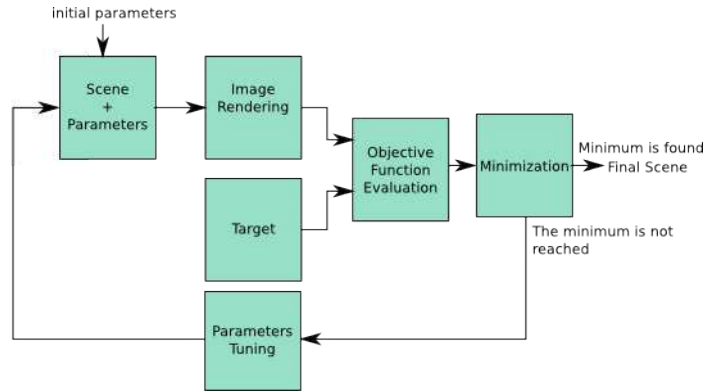 initial parameters
Scene
+
Parameters
Image
Rendering
Target
Objective
Function
Evaluation
Minimization
Minimum is found
Final Scene
The minimum is not
reached
Parameters
Tuning